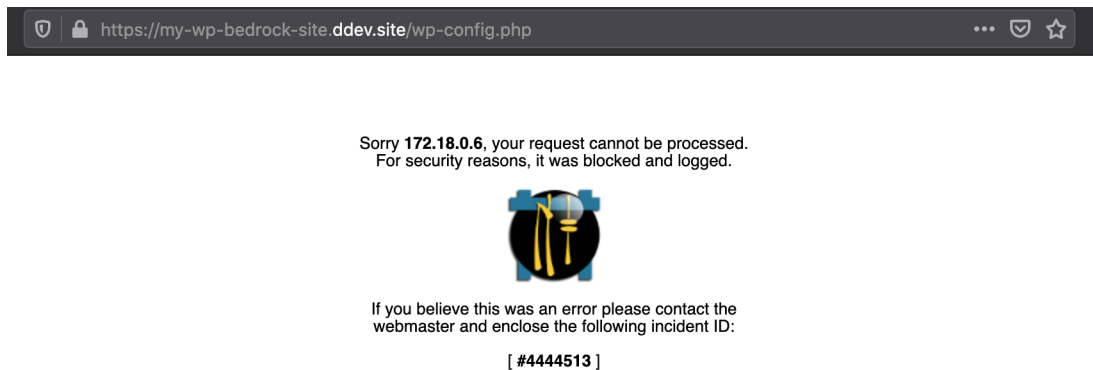 https://my-wp-bedrock-site.ddev.site/wp-config.php
Sorry 172.18.0.6, your request cannot be processed.
For security reasons, it was blocked and logged.
If you believe this was an error please contact the
webmaster and enclose the following incident ID:
[ #4444513 ]